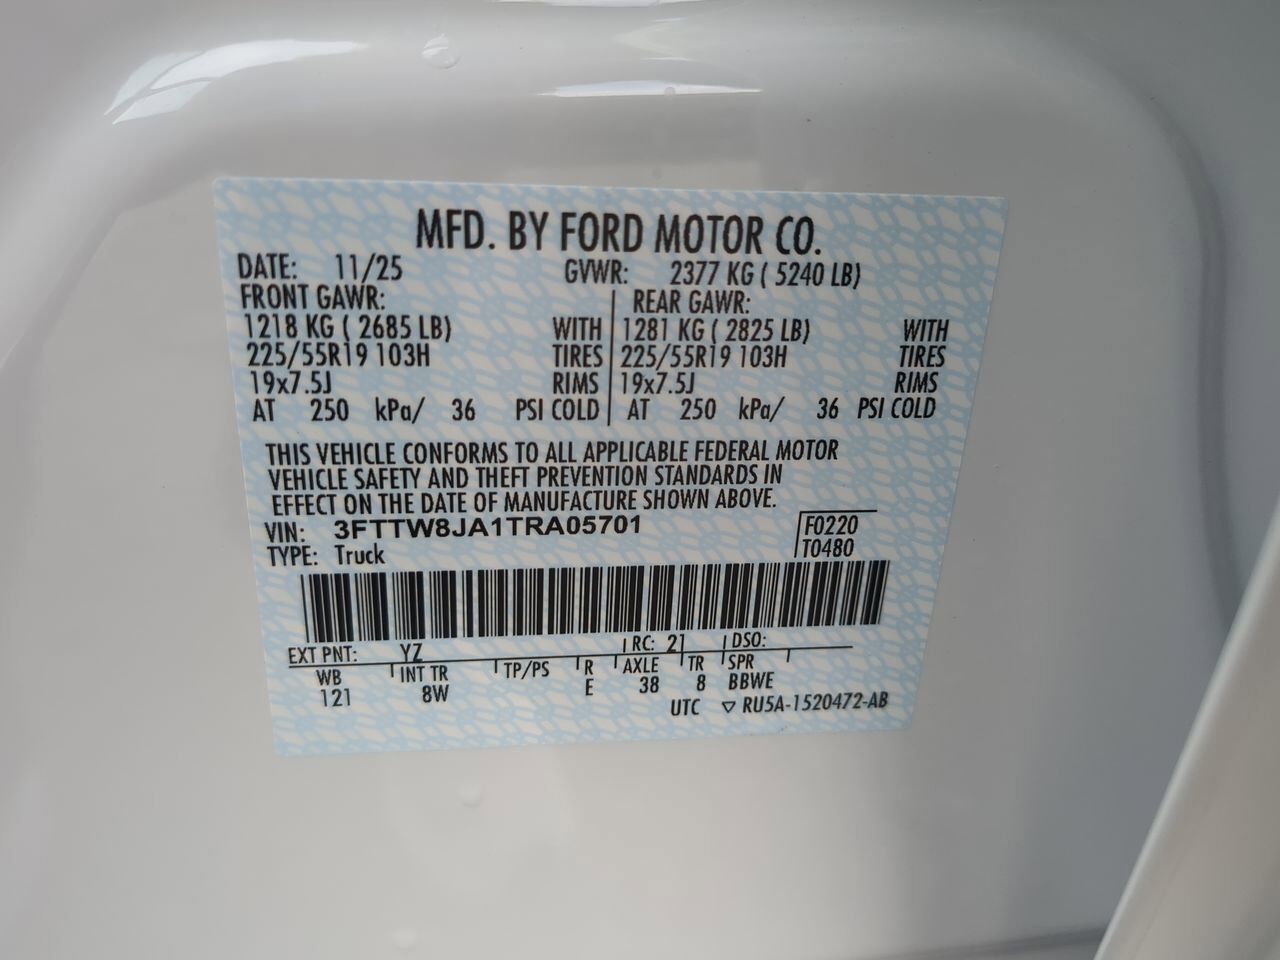 MFD. BY FORD MOTOR CO.
DATE: 11/25 GVWR: 2377 KG ( 5240 LB)
FRONT GAWR: REAR GAWR:
1218 KG ( 2685 LB) WITH 1281 KG ( 2825 LB) WITH
225/55R19 103H TIRES 225/55R19 103H TIRES
19x7.5J RIMS 19x7.5J RIMS
AT 250 kPa/ 36 PSI COLD AT 250 kPa/ 36 PSI COLD
THIS VEHICLE CONFORMS TO ALL APPLICABLE FEDERAL MOTOR
VEHICLE SAFETY AND THEFT PREVENTION STANDARDS IN
EFFECT ON THE DATE OF MANUFACTURE SHOWN ABOVE.
VIN: 3FTTW8JA1TRA05701 F0220
TYPE: Truck T0480
EXT PNT: YZ RC: 21 DSO:
WB INT TR TP/PS R AXLE TR SPR
121 8W E 38 8 BBWE
UTC ▽ RU5A-1520472-AB